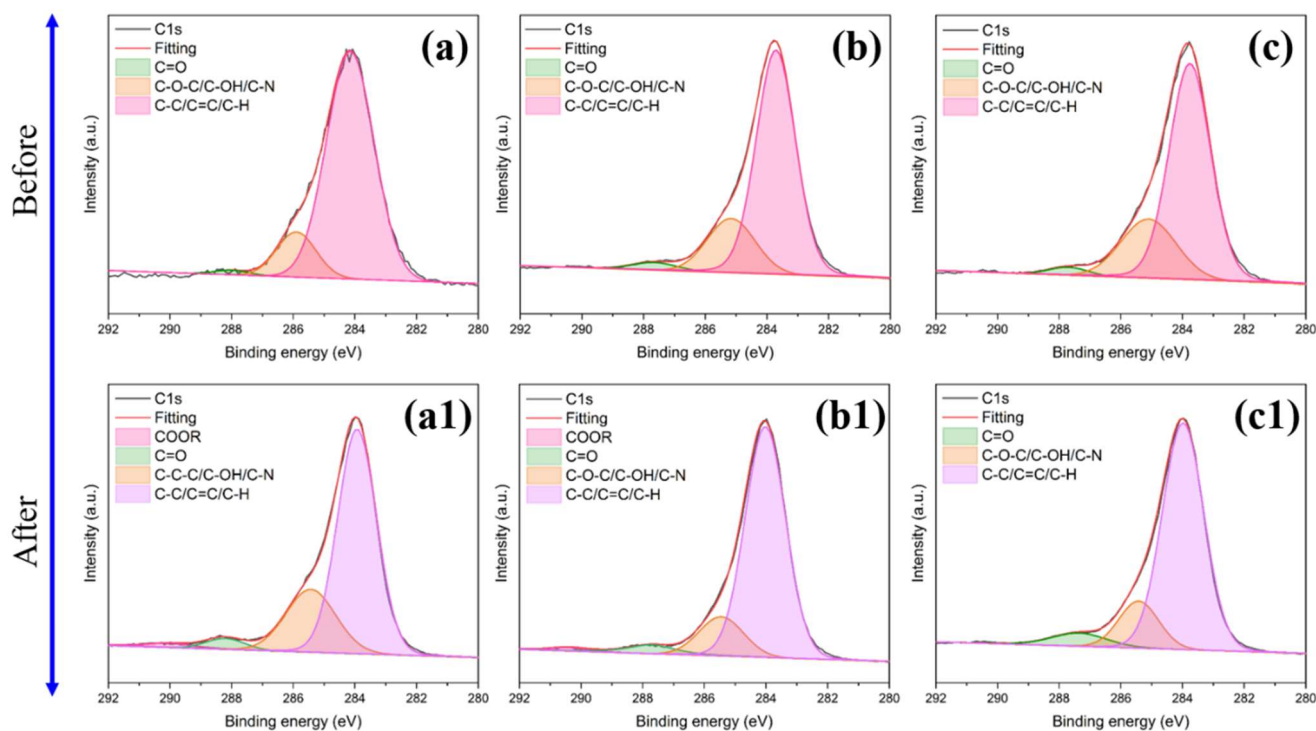 Before
(a)
C1s
Fitting
C=O
C-O-C/C-OH/C-N
C-C/C=C/C-H
Intensity (a.u.)
292 290 288 286 284 282 280
Binding energy (eV)
(b)
C1s
Fitting
C=O
C-O-C/C-OH/C-N
C-C/C=C/C-H
Intensity (a.u.)
292 290 288 286 284 282 280
Binding energy (eV)
(c)
C1s
Fitting
C=O
C-O-C/C-OH/C-N
C-C/C=C/C-H
Intensity (a.u.)
292 290 288 286 284 282 280
Binding energy (eV)
After
(a1)
C1s
Fitting
COOR
C=O
C-C-C/C-OH/C-N
C-C/C=C/C-H
Intensity (a.u.)
292 290 288 286 284 282 280
Binding energy (eV)
(b1)
C1s
Fitting
COOR
C=O
C-O-C/C-OH/C-N
C-C/C=C/C-H
Intensity (a.u.)
292 290 288 286 284 282 280
Binding energy (eV)
(c1)
C1s
Fitting
C=O
C-O-C/C-OH/C-N
C-C/C=C/C-H
Intensity (a.u.)
292 290 288 286 284 282 280
Binding energy (eV)